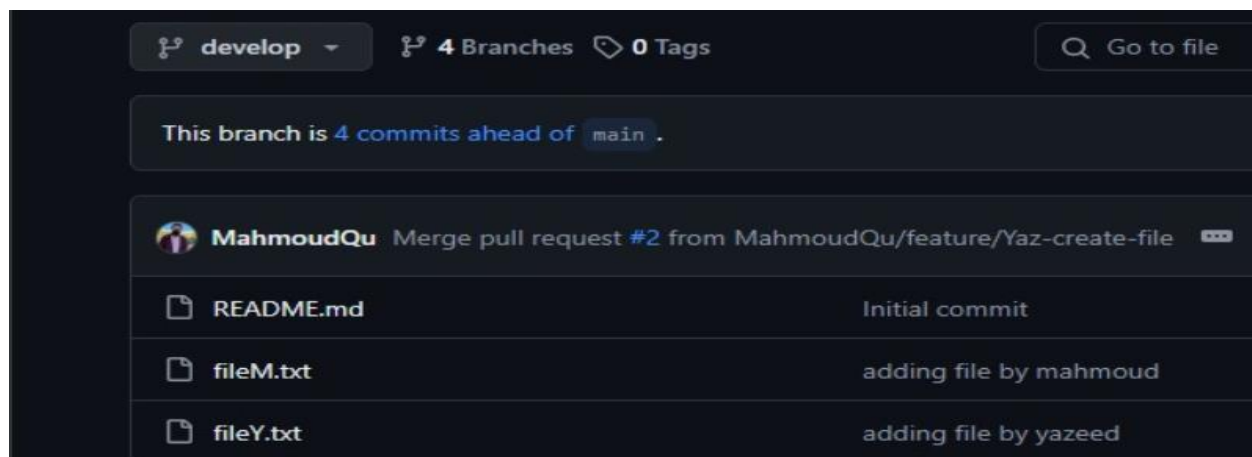 develop 4 Branches 0 Tags Go to file
This branch is 4 commits ahead of main.
MahmoudQu Merge pull request #2 from MahmoudQu/feature/Yaz-create-file
README.md Initial commit
fileM.txt adding file by mahmoud
fileY.txt adding file by yazeed